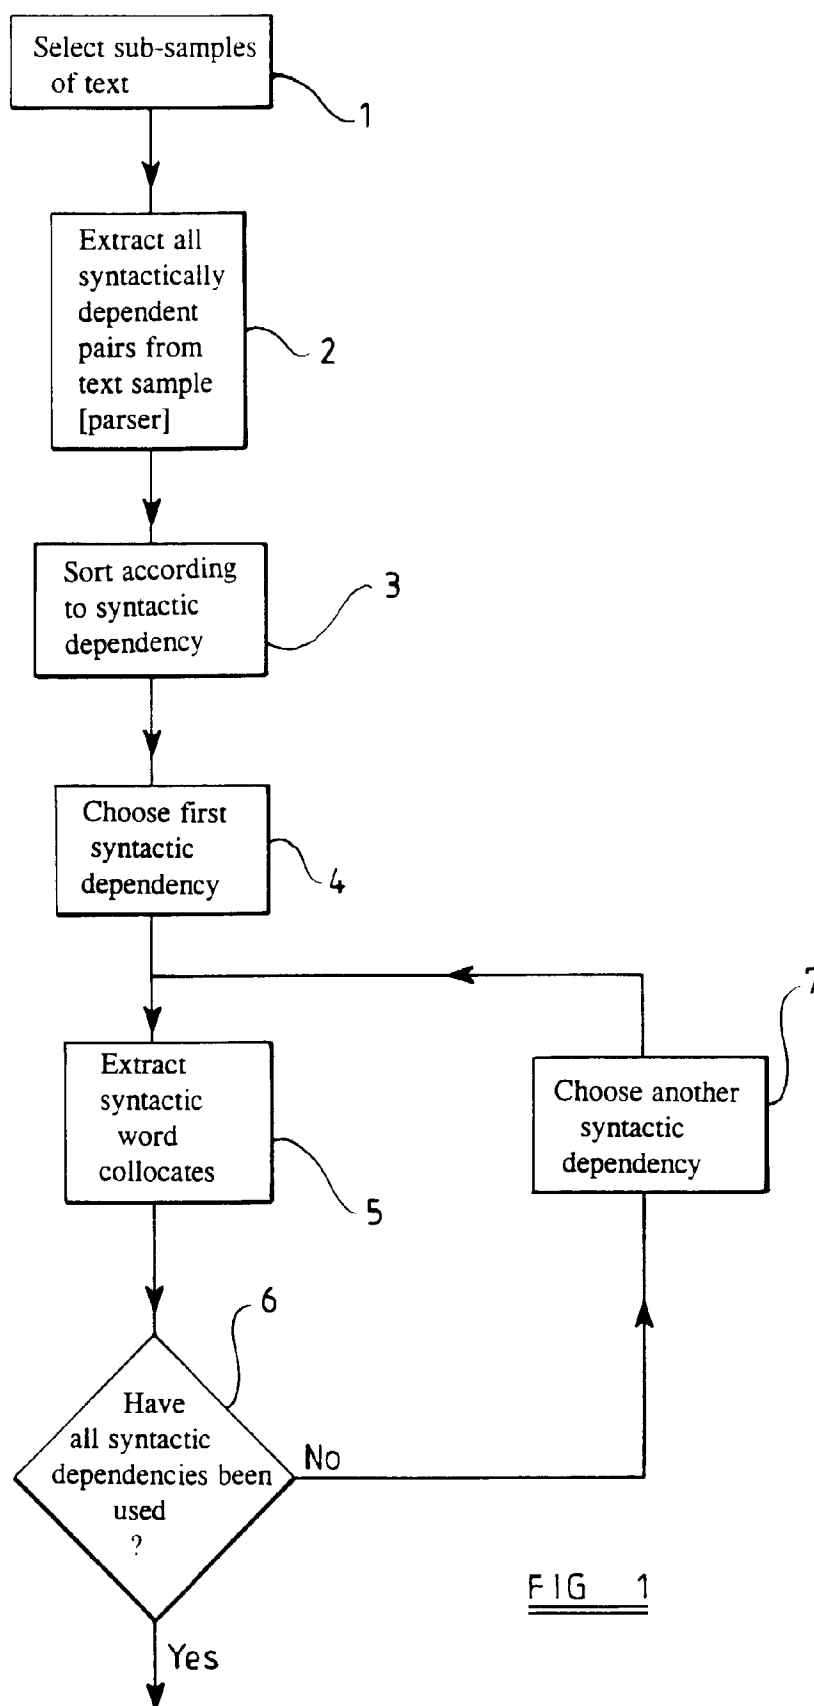 Select sub-samples
of text
1
Extract all
syntactically
dependent
pairs from
text sample
[parser]
2
Sort according
to syntactic
dependency
3
Choose first
syntactic
dependency
4
7
Extract
syntactic
word
collocates
5
Choose another
syntactic
dependency
6
Have
all syntactic
dependencies been
used
?
No
FIG 1
Yes